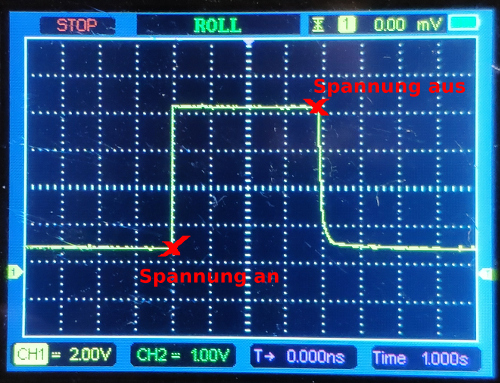 STOP ROLL 1 0.00 mV
Spannung aus
Spannung an
1
CH1 = 2.00V CH2 = 1.00V T→ 0.000ns Time 1.000s